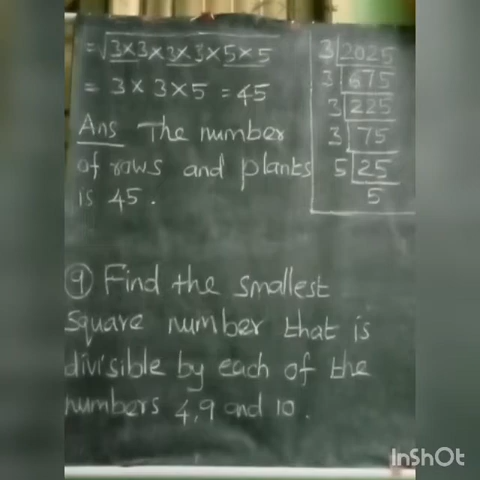 =√3×3×3×3×5×5
= 3 × 3 × 5 = 45
Ans The number
of rows and plants
is 45.
3 2025
3 675
3 225
3 75
5 25
5
⑨ Find the smallest
square number that is
divisible by each of the
numbers 4,9 and 10.
InShOt